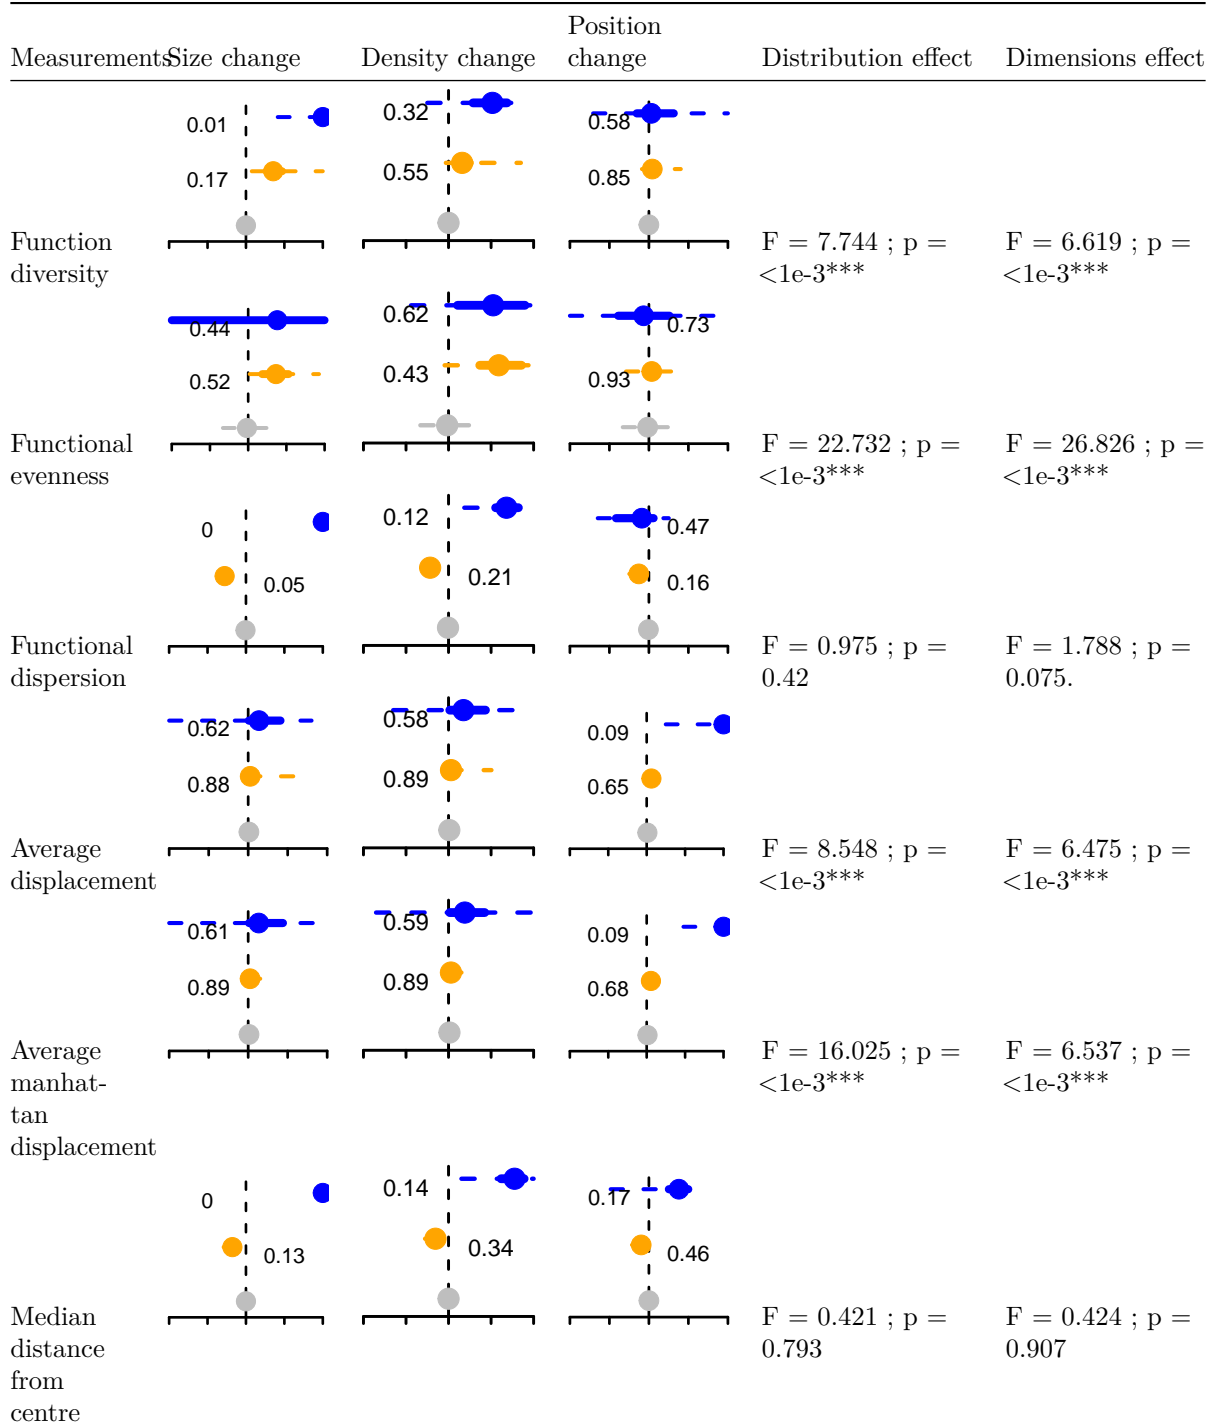 Position
Measurements Size change Density change change Distribution effect Dimensions effect
0.01 0.32 0.58
0.17 0.55 0.85
Function F = 7.744 ; p = F = 6.619 ; p =
diversity <1e-3*** <1e-3***
0.44 0.62 0.73
0.52 0.43 0.93
Functional F = 22.732 ; p = F = 26.826 ; p =
evenness <1e-3*** <1e-3***
0 0.12 0.47
0.05 0.21 0.16
Functional F = 0.975 ; p = F = 1.788 ; p =
dispersion 0.42 0.075.
0.62 0.58 0.09
0.88 0.89 0.65
Average F = 8.548 ; p = F = 6.475 ; p =
displacement <1e-3*** <1e-3***
0.61 0.59 0.09
0.89 0.89 0.68
Average F = 16.025 ; p = F = 6.537 ; p =
manhat- <1e-3*** <1e-3***
tan
displacement
0 0.14 0.17
0.13 0.34 0.46
Median F = 0.421 ; p = F = 0.424 ; p =
distance 0.793 0.907
from
centre